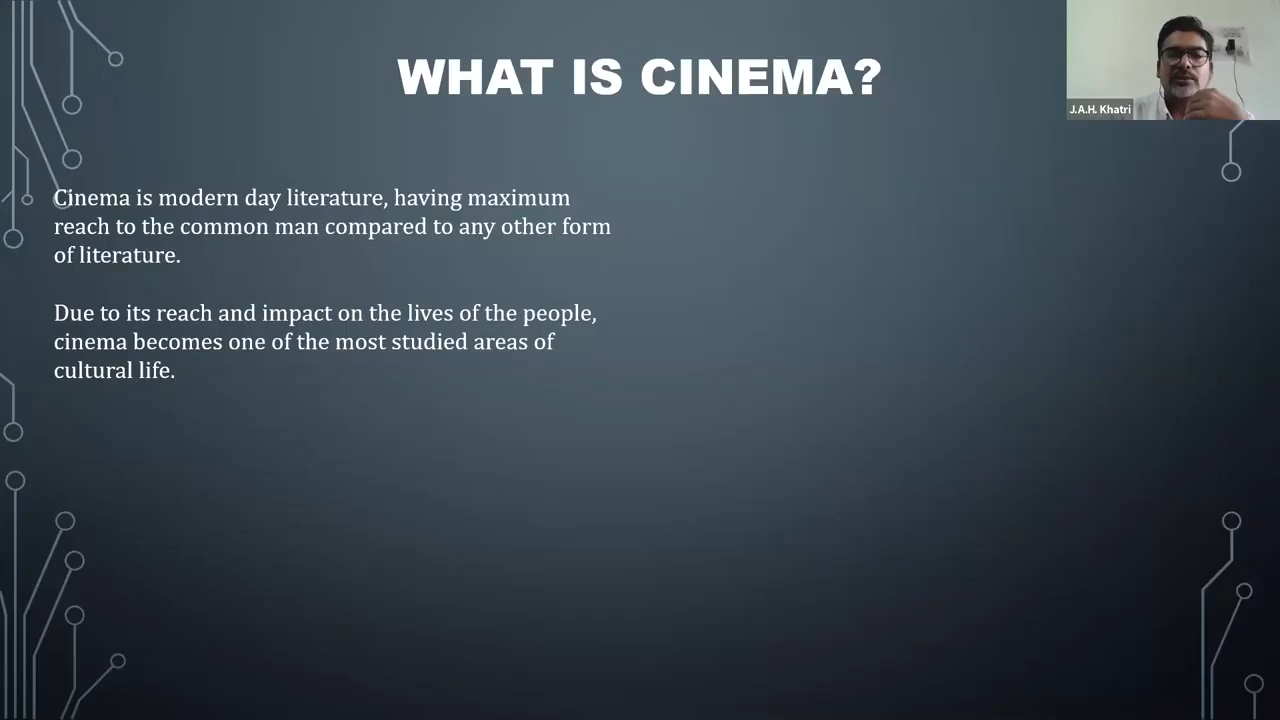 WHAT IS CINEMA?
J.A.H. Khatri
Cinema is modern day literature, having maximum
reach to the common man compared to any other form
of literature.
Due to its reach and impact on the lives of the people,
cinema becomes one of the most studied areas of
cultural life.